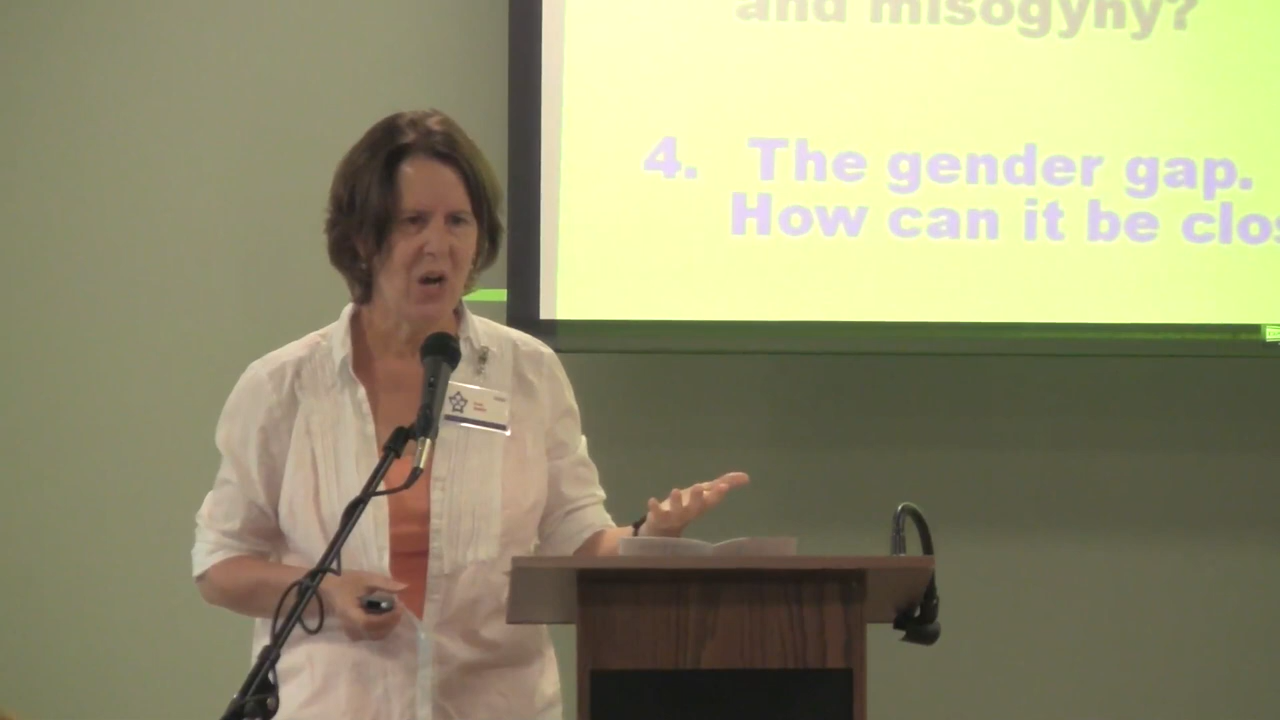 and misogyny?
4. The gender gap.
How can it be clos